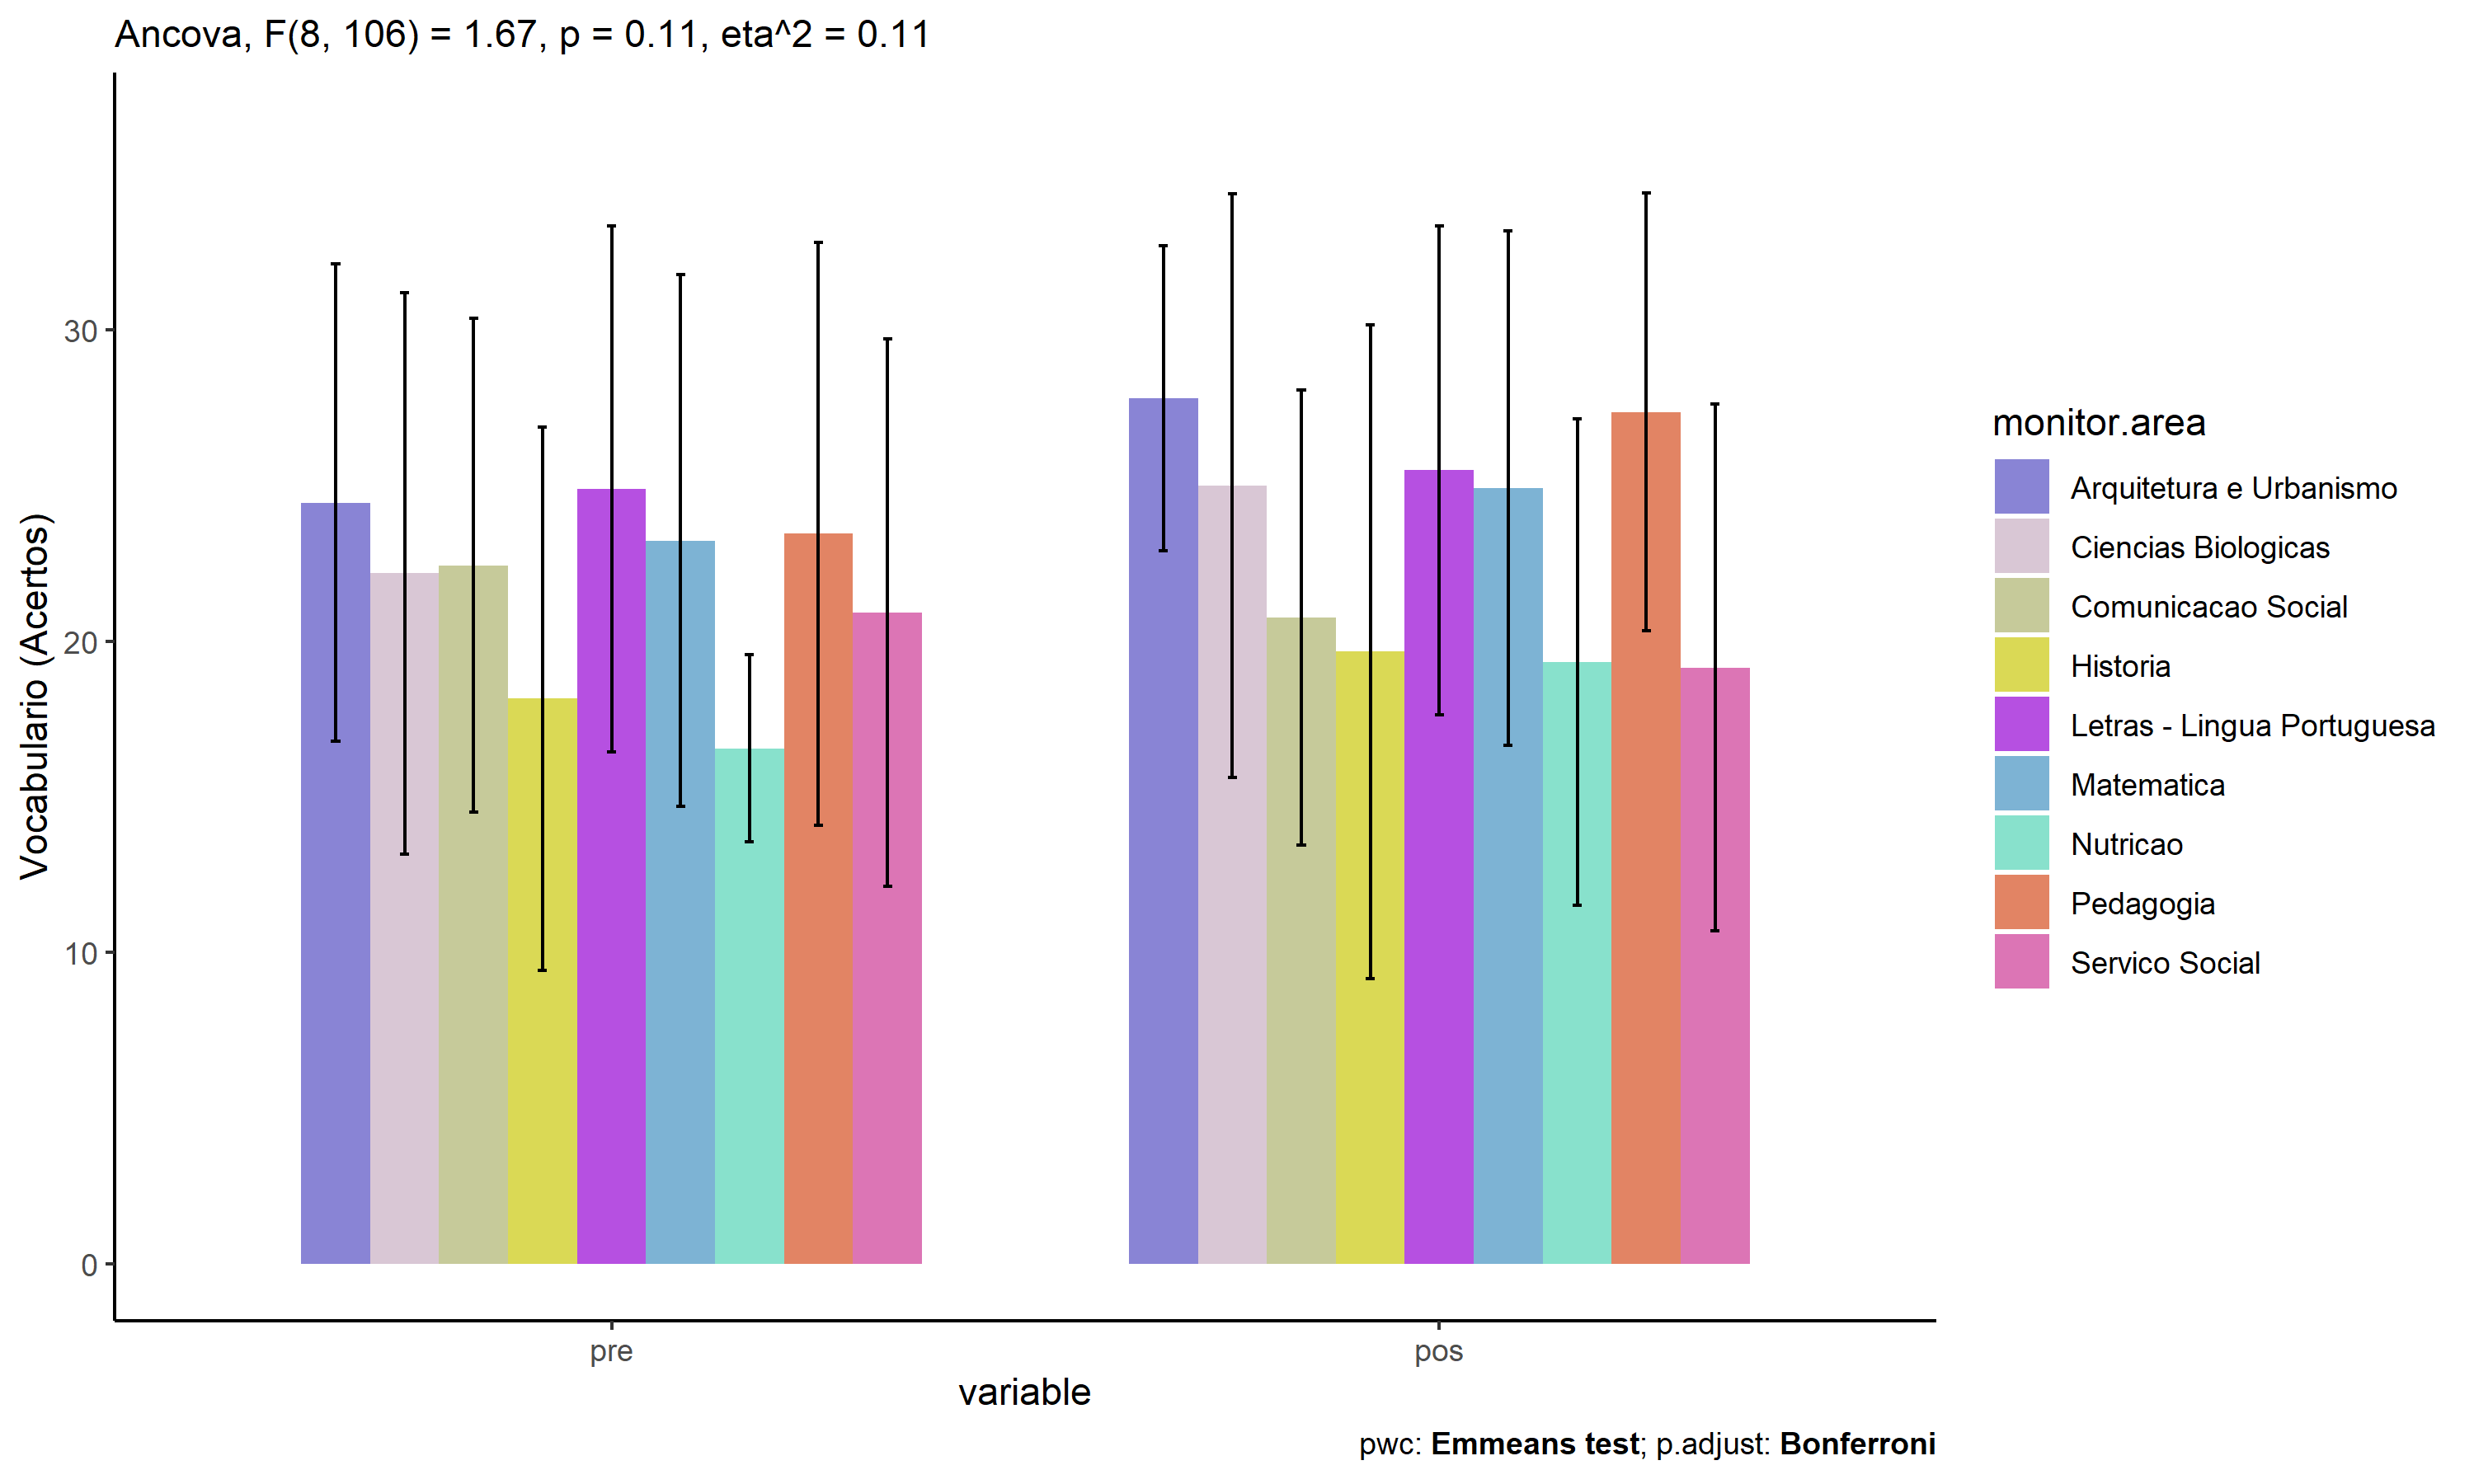 Ancova, F(8, 106) = 1.67, p = 0.11, eta^2 = 0.11
Vocabulario (Acertos)
30
20
10
0
pre
pos
variable
monitor.area
Arquitetura e Urbanismo
Ciencias Biologicas
Comunicacao Social
Historia
Letras - Lingua Portuguesa
Matematica
Nutricao
Pedagogia
Servico Social
pwc: Emmeans test; p.adjust: Bonferroni